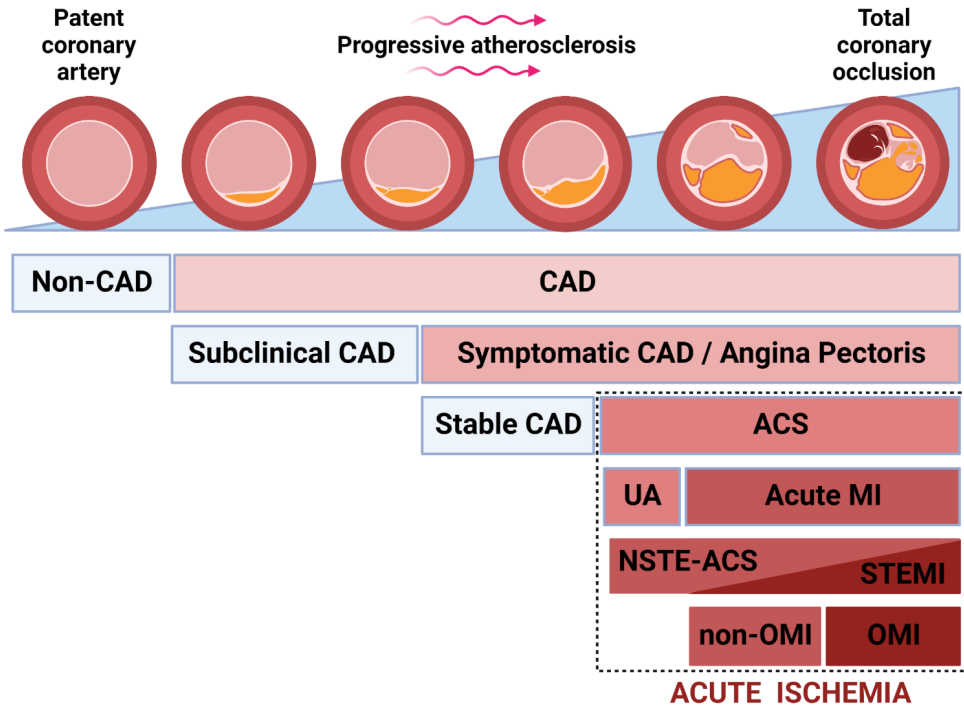 Patent
coronary
artery
Progressive atherosclerosis
Total
coronary
occlusion
Non-CAD
CAD
Subclinical CAD
Symptomatic CAD / Angina Pectoris
Stable CAD
ACS
UA
Acute MI
NSTE-ACS
STEMI
non-OMI
OMI
ACUTE ISCHEMIA